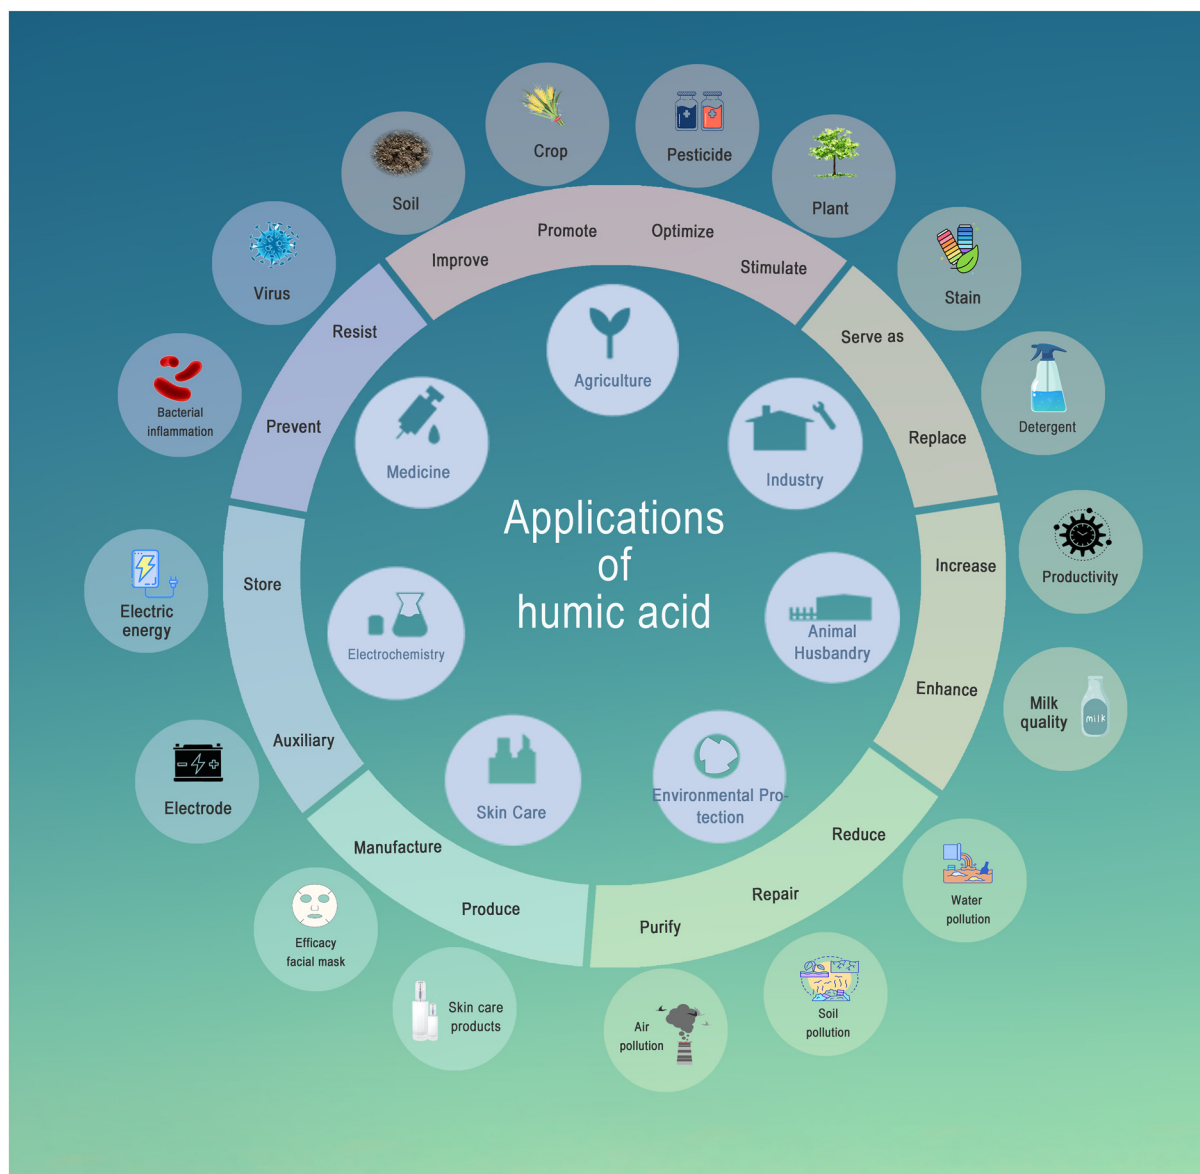 Applications
of
humic acid
Agriculture
Industry
Animal
Husbandry
Environmental Pro-
tection
Skin Care
Electrochemistry
Medicine
Improve
Promote
Optimize
Stimulate
Serve as
Replace
Increase
Enhance
Reduce
Repair
Purify
Produce
Manufacture
Auxiliary
Store
Prevent
Resist
Soil
Crop
Pesticide
Plant
Stain
Detergent
Productivity
Milk
quality
milk
Water
pollution
Soil
pollution
Air
pollution
Skin care
products
Efficacy
facial mask
Electrode
Electric
energy
Bacterial
inflammation
Virus